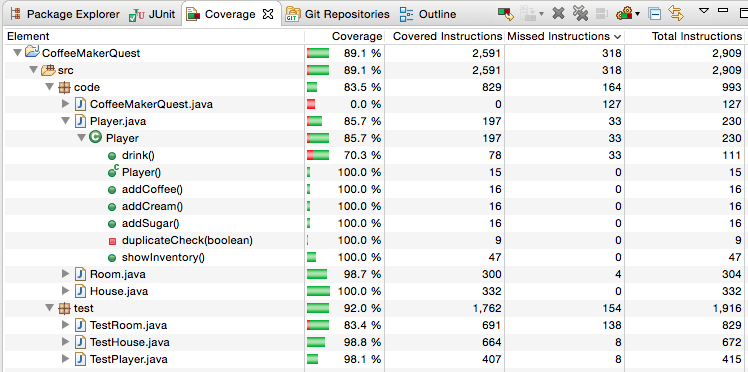 Package Explorer JUnit Coverage Git Repositories Outline
Element Coverage Covered Instructions Missed Instructions Total Instructions
CoffeeMakerQuest 89.1 % 2,591 318 2,909
src 89.1 % 2,591 318 2,909
code 83.5 % 829 164 993
CoffeeMakerQuest.java 0.0 % 0 127 127
Player.java 85.7 % 197 33 230
Player 85.7 % 197 33 230
drink() 70.3 % 78 33 111
Player() 100.0 % 15 0 15
addCoffee() 100.0 % 16 0 16
addCream() 100.0 % 16 0 16
addSugar() 100.0 % 16 0 16
duplicateCheck(boolean) 100.0 % 9 0 9
showInventory() 100.0 % 47 0 47
Room.java 98.7 % 300 4 304
House.java 100.0 % 332 0 332
test 92.0 % 1,762 154 1,916
TestRoom.java 83.4 % 691 138 829
TestHouse.java 98.8 % 664 8 672
TestPlayer.java 98.1 % 407 8 415